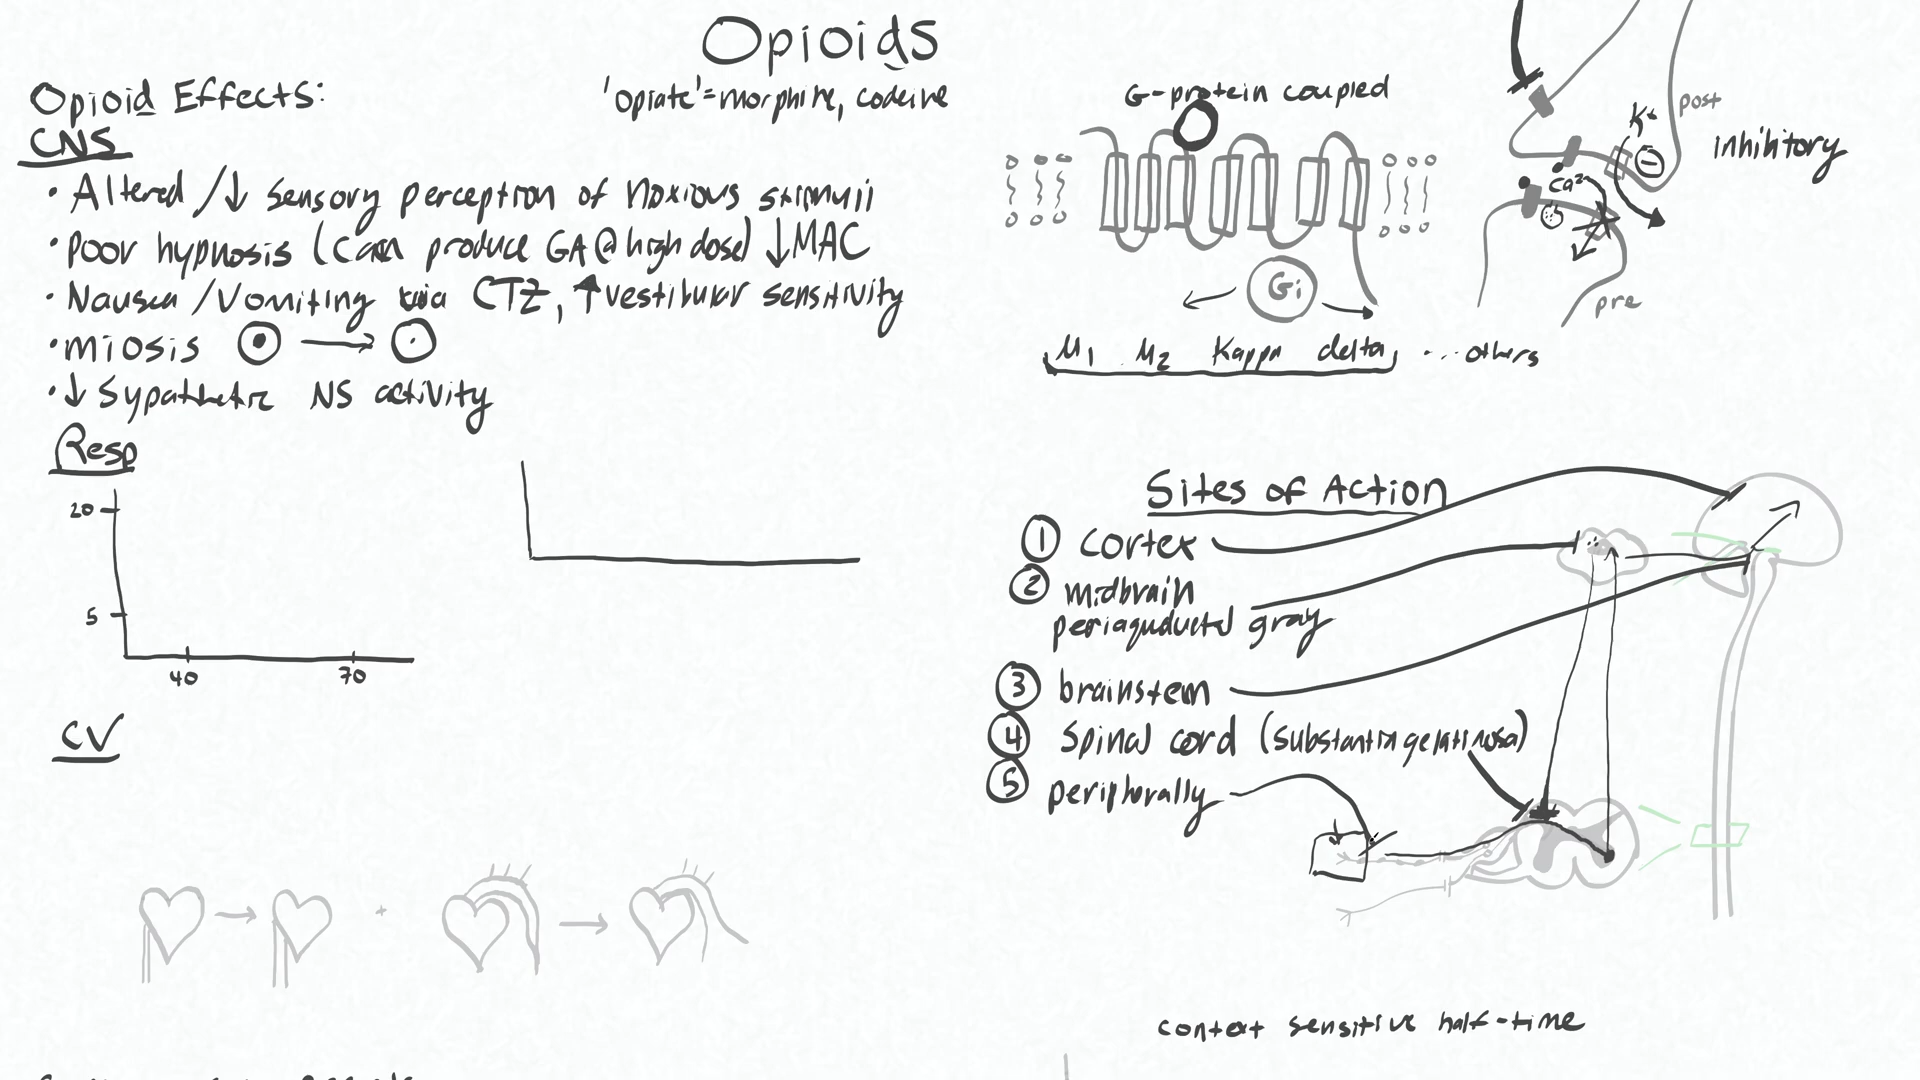 Opioids
'opiate'=morphine, codeine
Opioid Effects:
CNS
• Altered /↓ sensory perception of noxious stimuli
• Poor hypnosis (can produce GA @ high dose) ↓MAC
• Nausea /Vomiting via CTZ, ↑vestibular sensitivity
• miosis
• ↓ Sypathetic NS activity
Resp
20
5
40 70
CV
G-protein coupled
Gi
M1 M2 Kappa delta, ...others
K+
post
inhibitory
Ca2+
pre
Sites of Action
1 cortex
2 midbrain
periaqueductal gray
3 brainstem
4 Spinal cord (substantia gelatinosa)
5 peripherally
context sensitive half-time